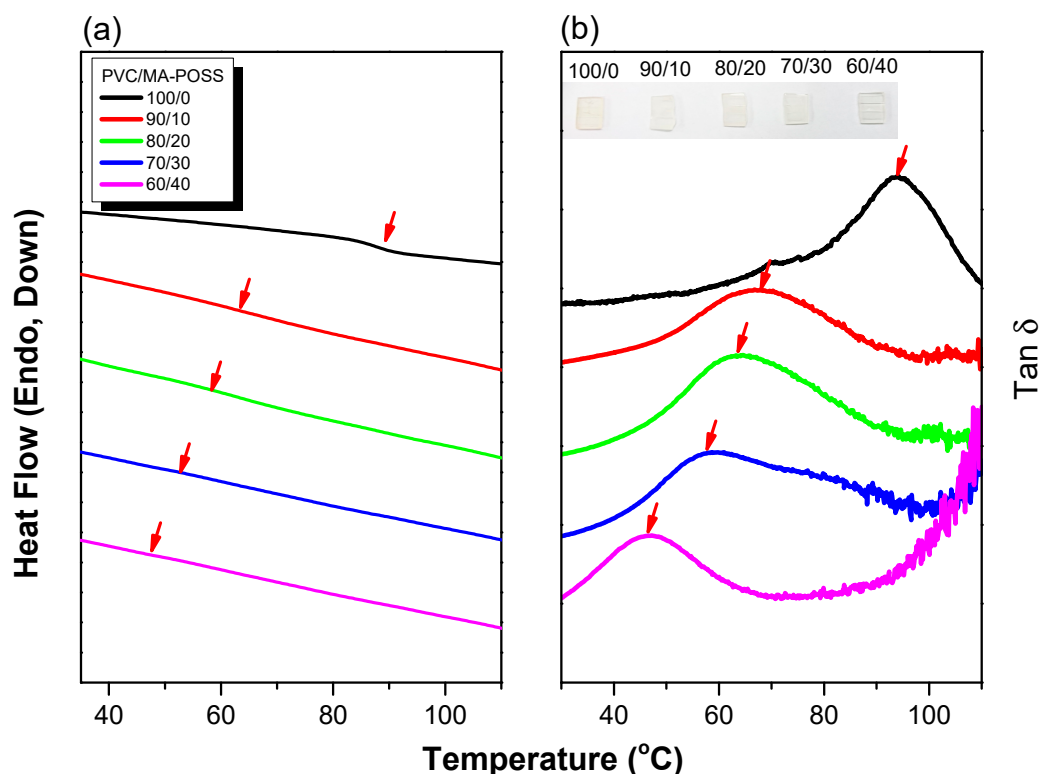 (a)
(b)
PVC/MA-POSS
100/0
90/10
80/20
70/30
60/40
100/0 90/10 80/20 70/30 60/40
Heat Flow (Endo, Down)
Tan δ
40 60 80 100
40 60 80 100
Temperature (°C)